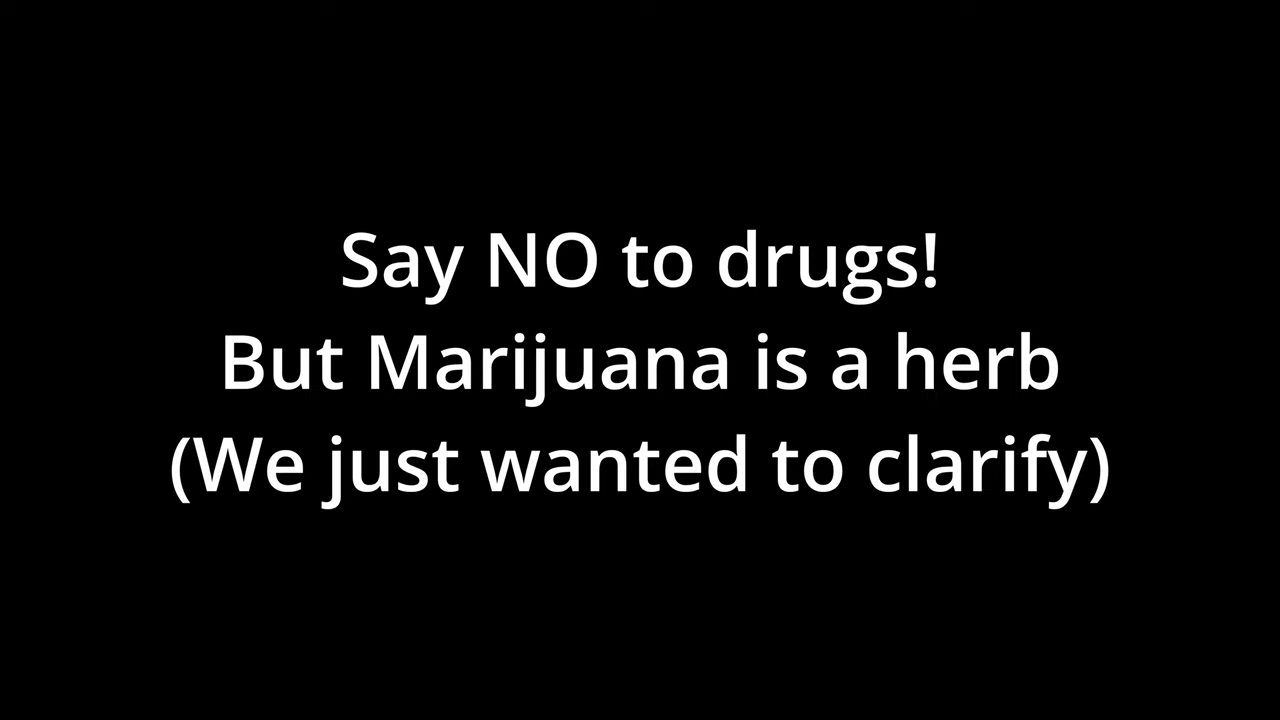 Say NO to drugs!
But Marijuana is a herb
(We just wanted to clarify)